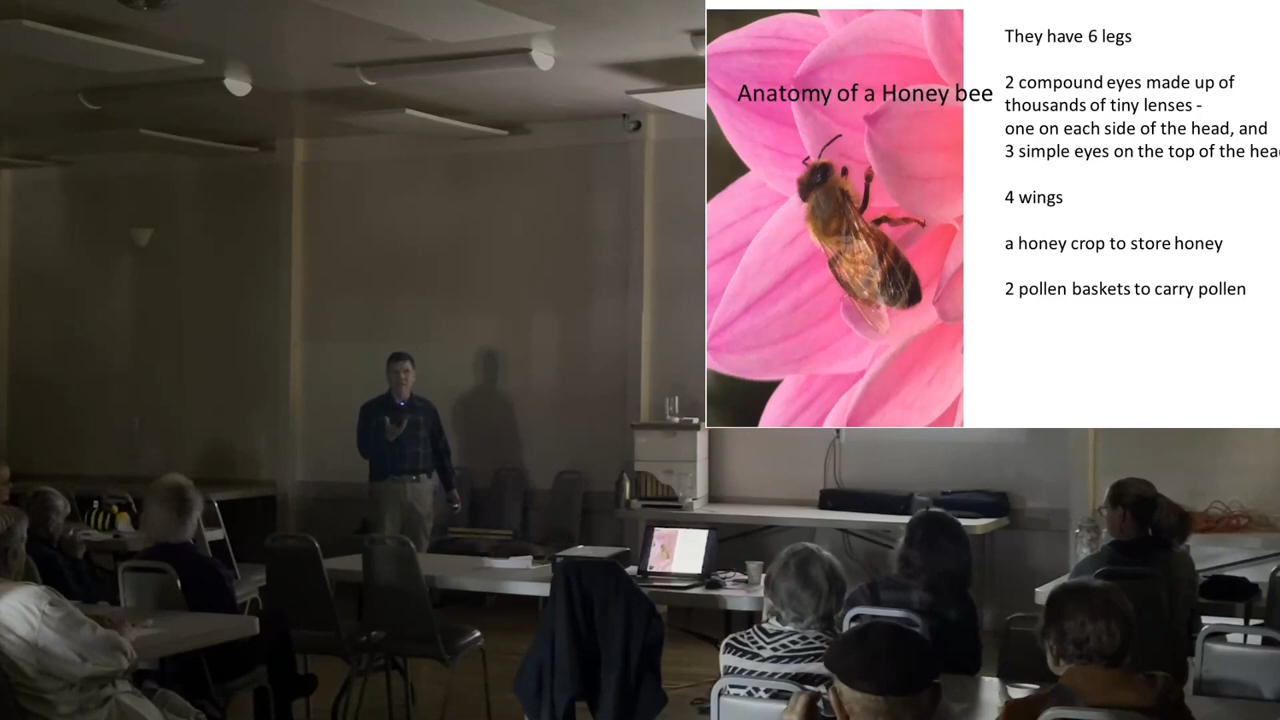 Anatomy of a Honey bee
They have 6 legs
2 compound eyes made up of
thousands of tiny lenses -
one on each side of the head, and
3 simple eyes on the top of the hea
4 wings
a honey crop to store honey
2 pollen baskets to carry pollen